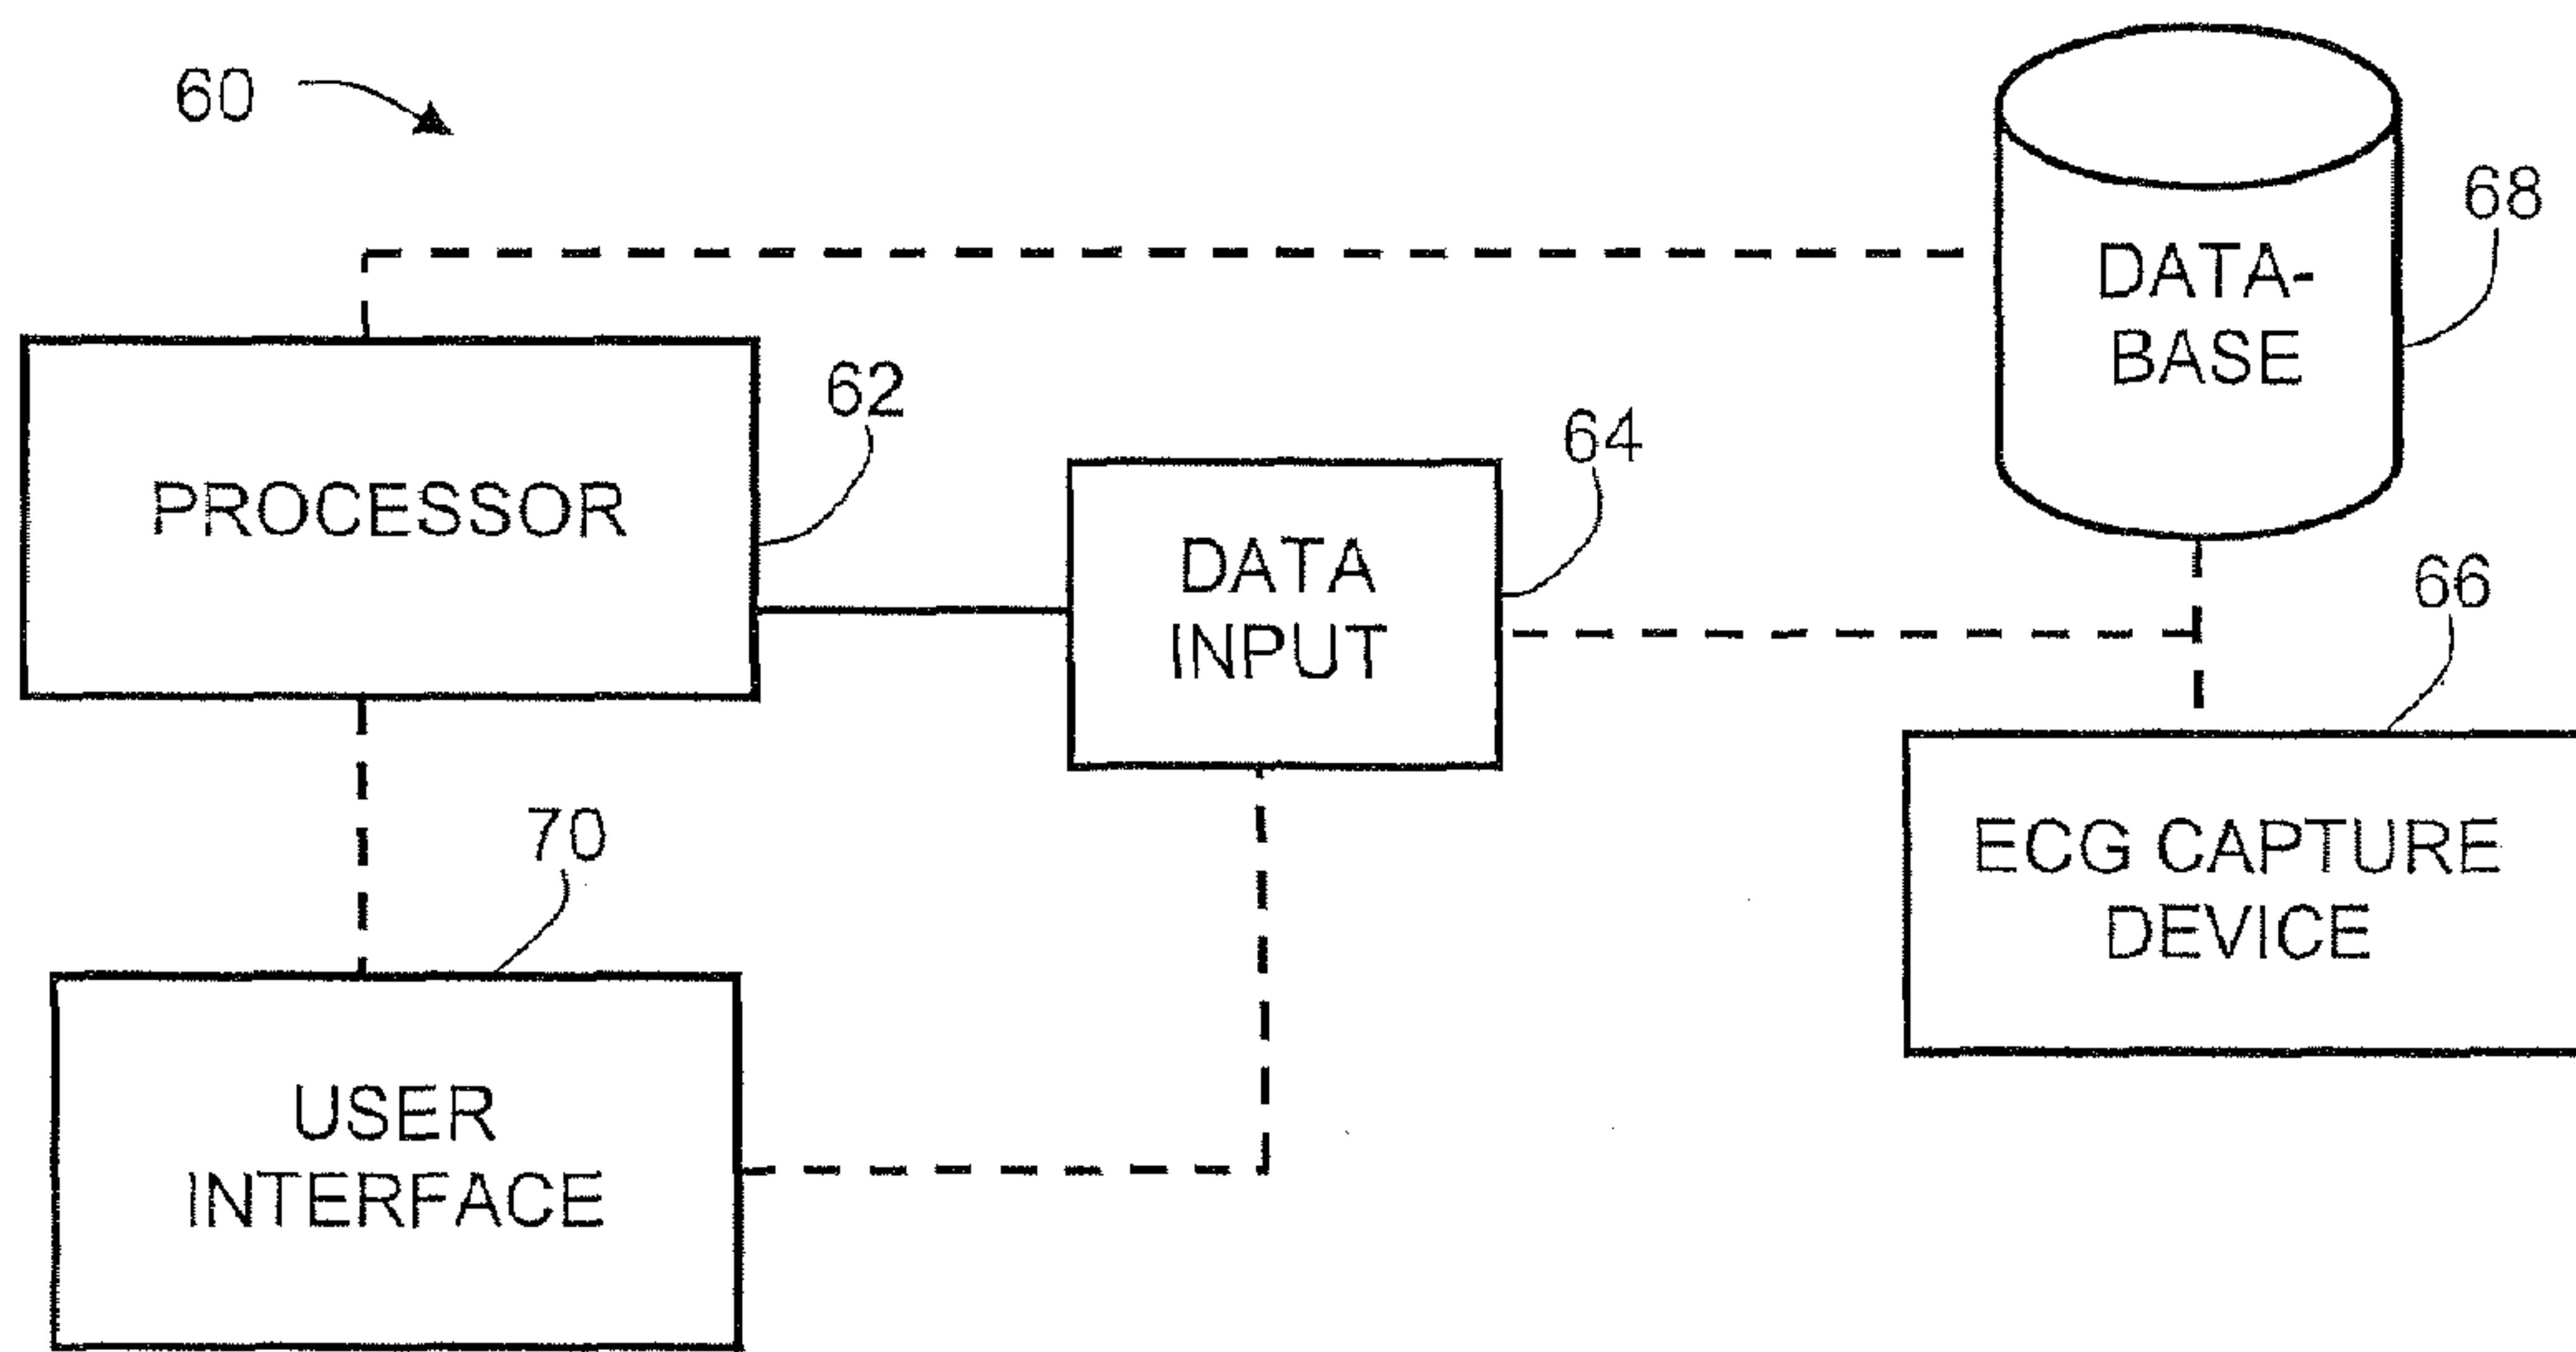 60
DATA-
BASE
68
PROCESSOR
62
DATA
INPUT
64
66
ECG CAPTURE
DEVICE
70
USER
INTERFACE